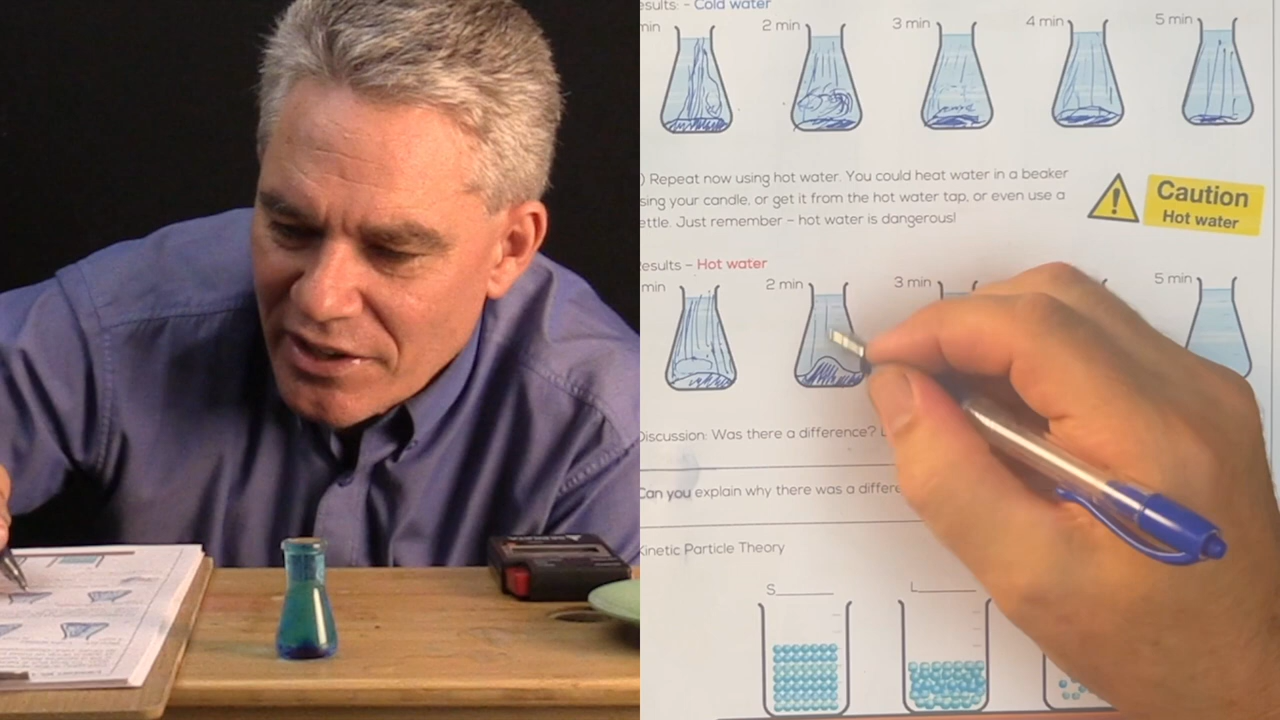 esults: - Cold water
min 2 min 3 min 4 min 5 min
) Repeat now using hot water. You could heat water in a beaker
sing your candle, or get it from the hot water tap, or even use a
ettle. Just remember – hot water is dangerous!
Caution
Hot water
esults – Hot water
min 2 min 3 min 5 min
Discussion: Was there a difference?
Can you explain why there was a differe
Kinetic Particle Theory
S______ L______